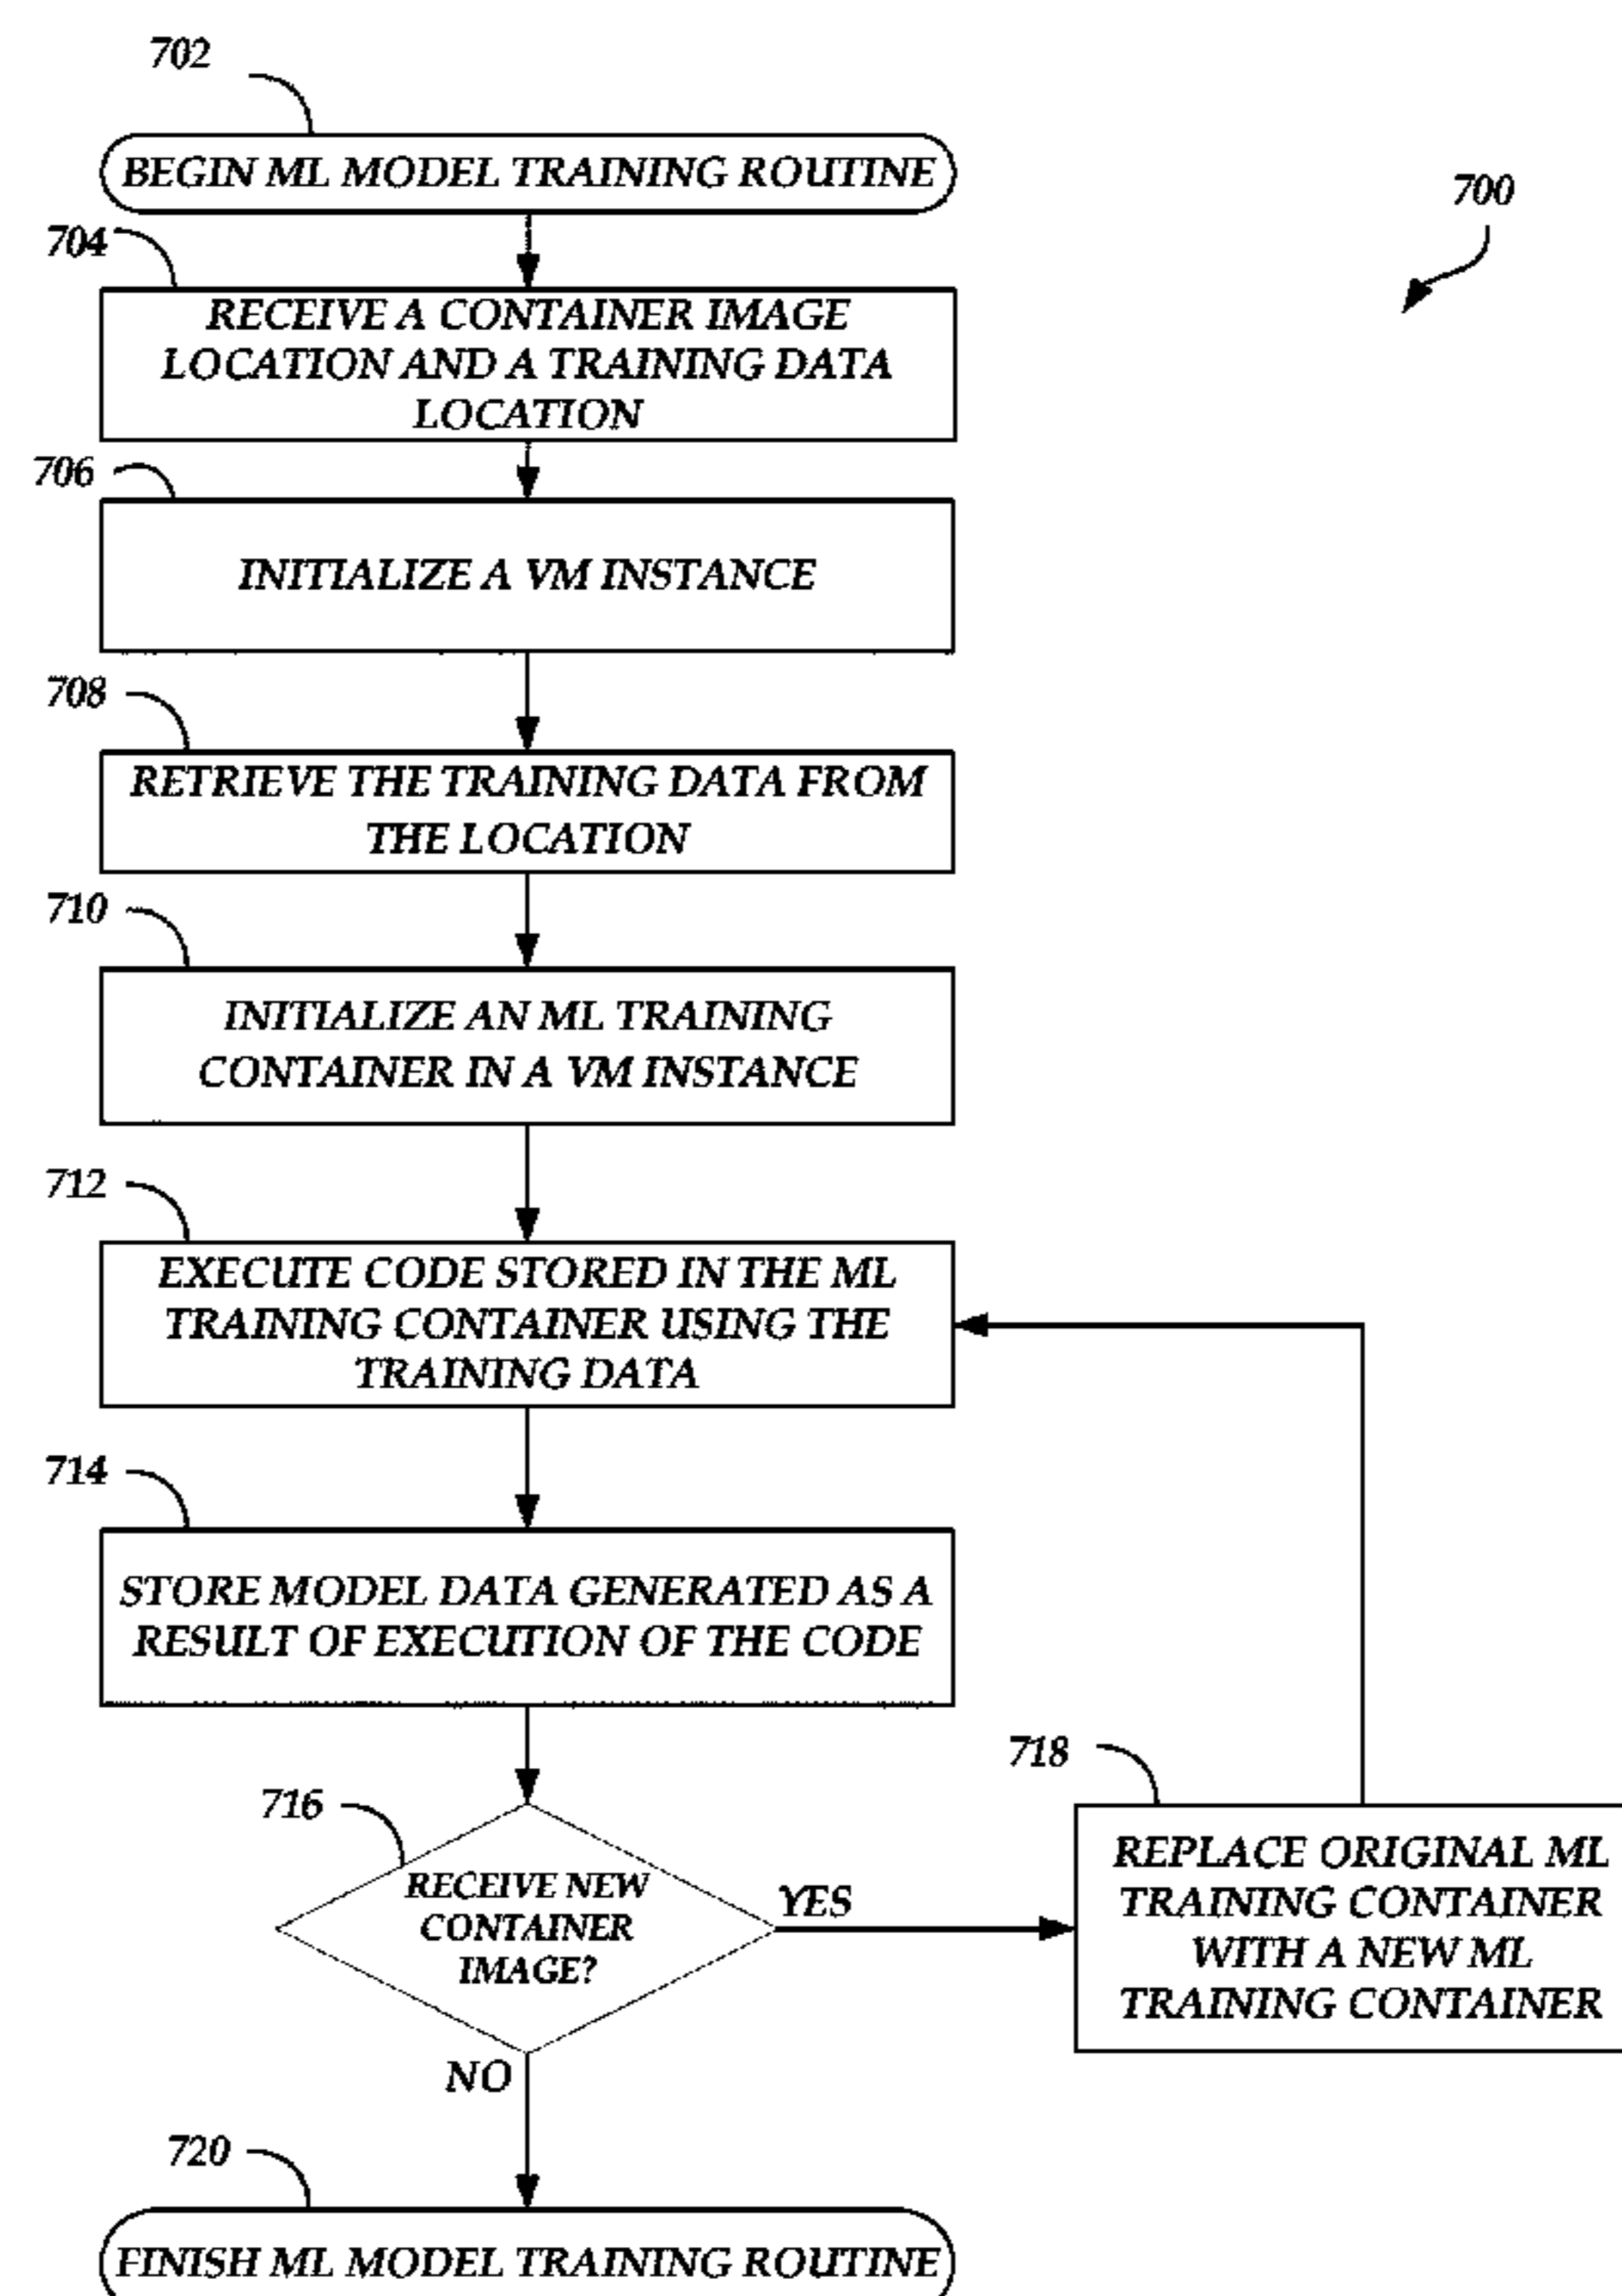 702
BEGIN ML MODEL TRAINING ROUTINE
700
704
RECEIVE A CONTAINER IMAGE
LOCATION AND A TRAINING DATA
LOCATION
706
INITIALIZE A VM INSTANCE
708
RETRIEVE THE TRAINING DATA FROM
THE LOCATION
710
INITIALIZE AN ML TRAINING
CONTAINER IN A VM INSTANCE
712
EXECUTE CODE STORED IN THE ML
TRAINING CONTAINER USING THE
TRAINING DATA
714
STORE MODEL DATA GENERATED AS A
RESULT OF EXECUTION OF THE CODE
716
RECEIVE NEW
CONTAINER
IMAGE?
YES
718
REPLACE ORIGINAL ML
TRAINING CONTAINER
WITH A NEW ML
TRAINING CONTAINER
NO
720
FINISH ML MODEL TRAINING ROUTINE